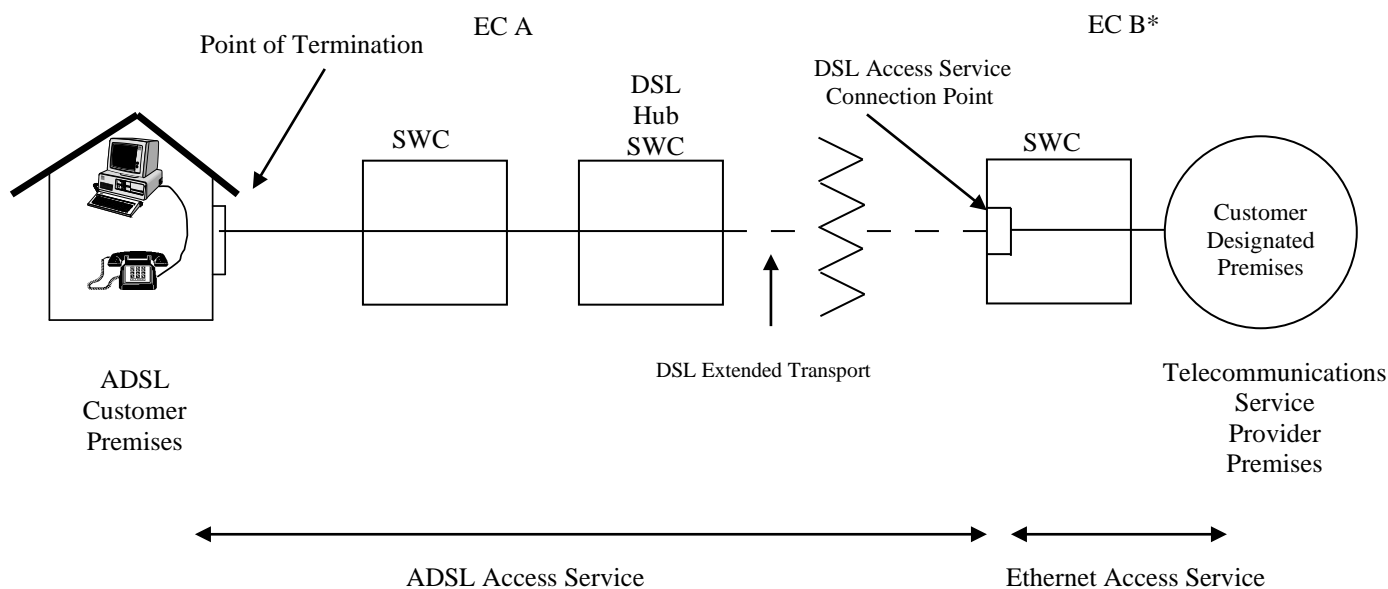 EC A
EC B*
Point of Termination
DSL Access Service
Connection Point
DSL
Hub
SWC
SWC
SWC
Customer
Designated
Premises
DSL Extended Transport
ADSL
Customer
Premises
Telecommunications
Service
Provider
Premises
ADSL Access Service
Ethernet Access Service